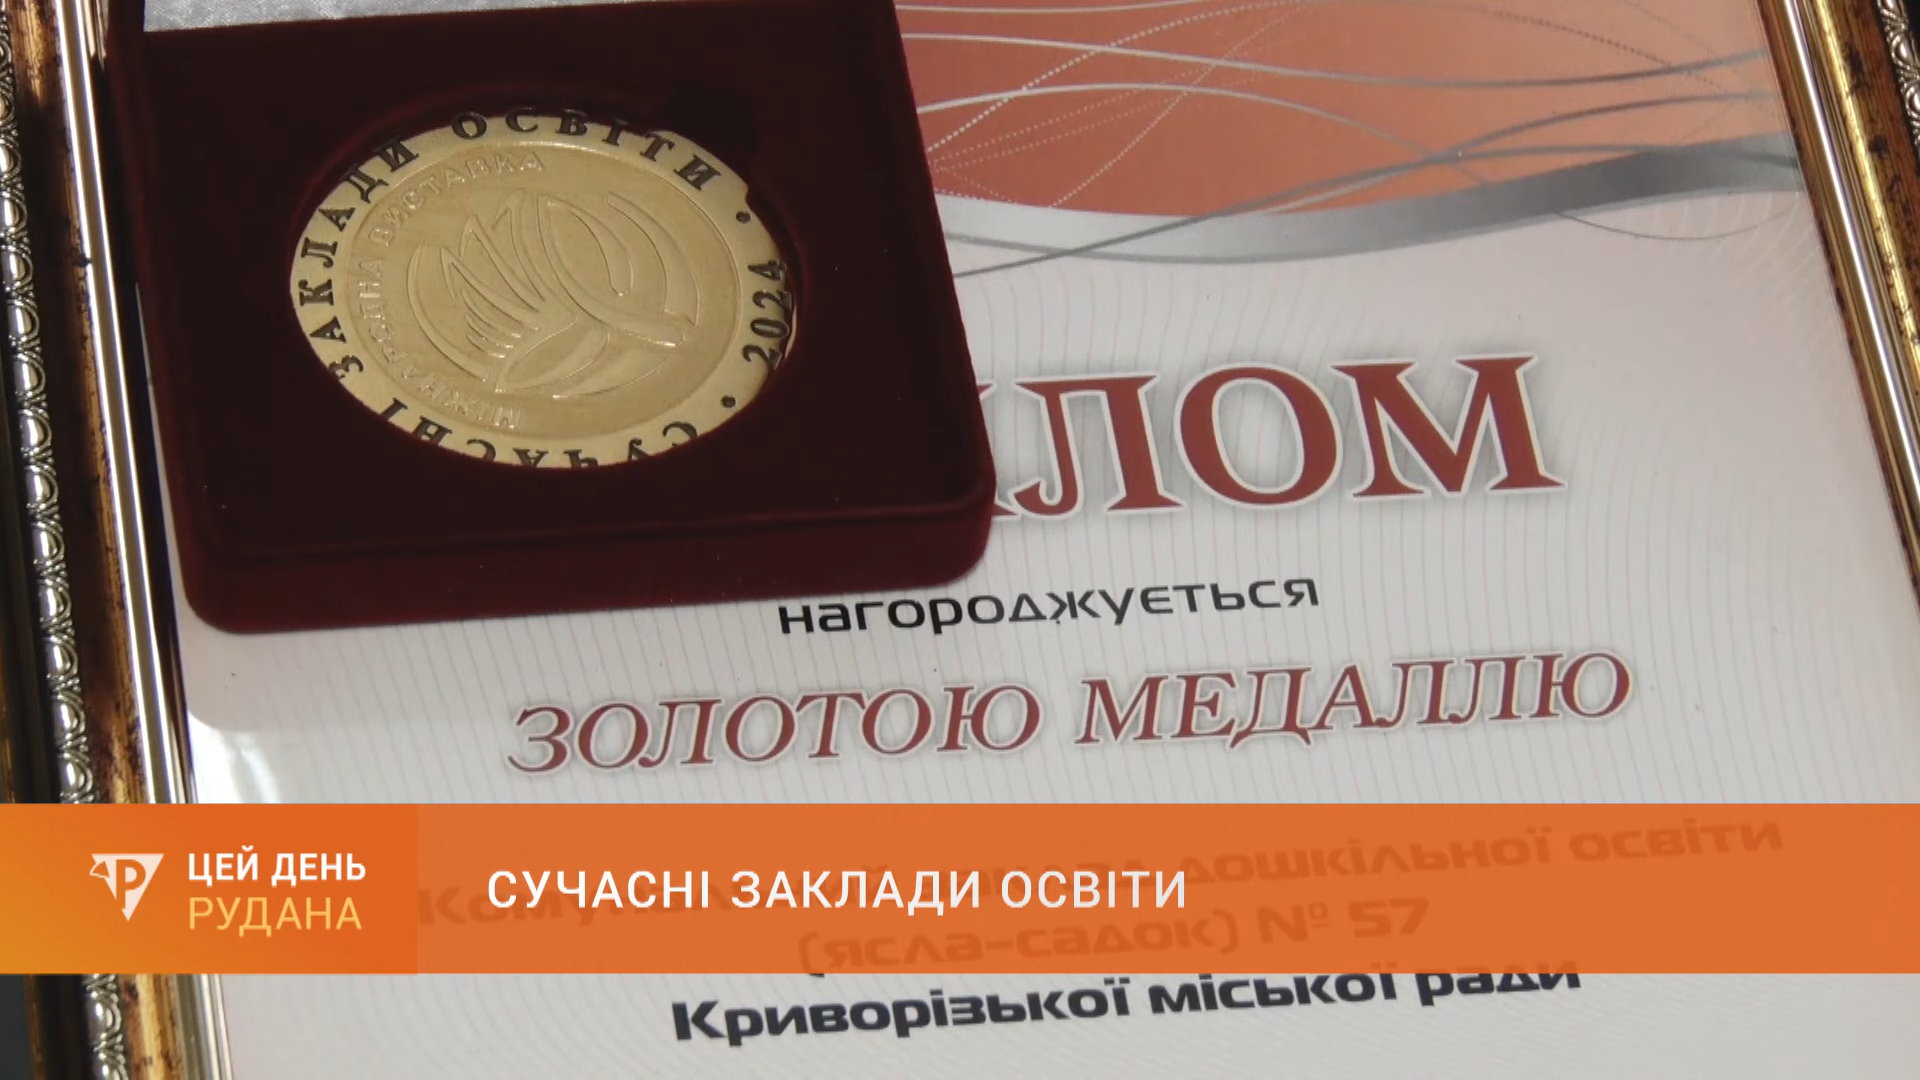 СУЧАСНІ ЗАКЛАДИ ОСВІТИ • 2024 •
МІЖНАРОДНА ВИСТАВКА
ЛОМ
нагороджується
ЗОЛОТОЮ МЕДАЛЛЮ
дошкільної освіти
(ясла-садок) № 57
Криворізької міської ради
ЦЕЙ ДЕНЬ
РУДАНА
СУЧАСНІ ЗАКЛАДИ ОСВІТИ